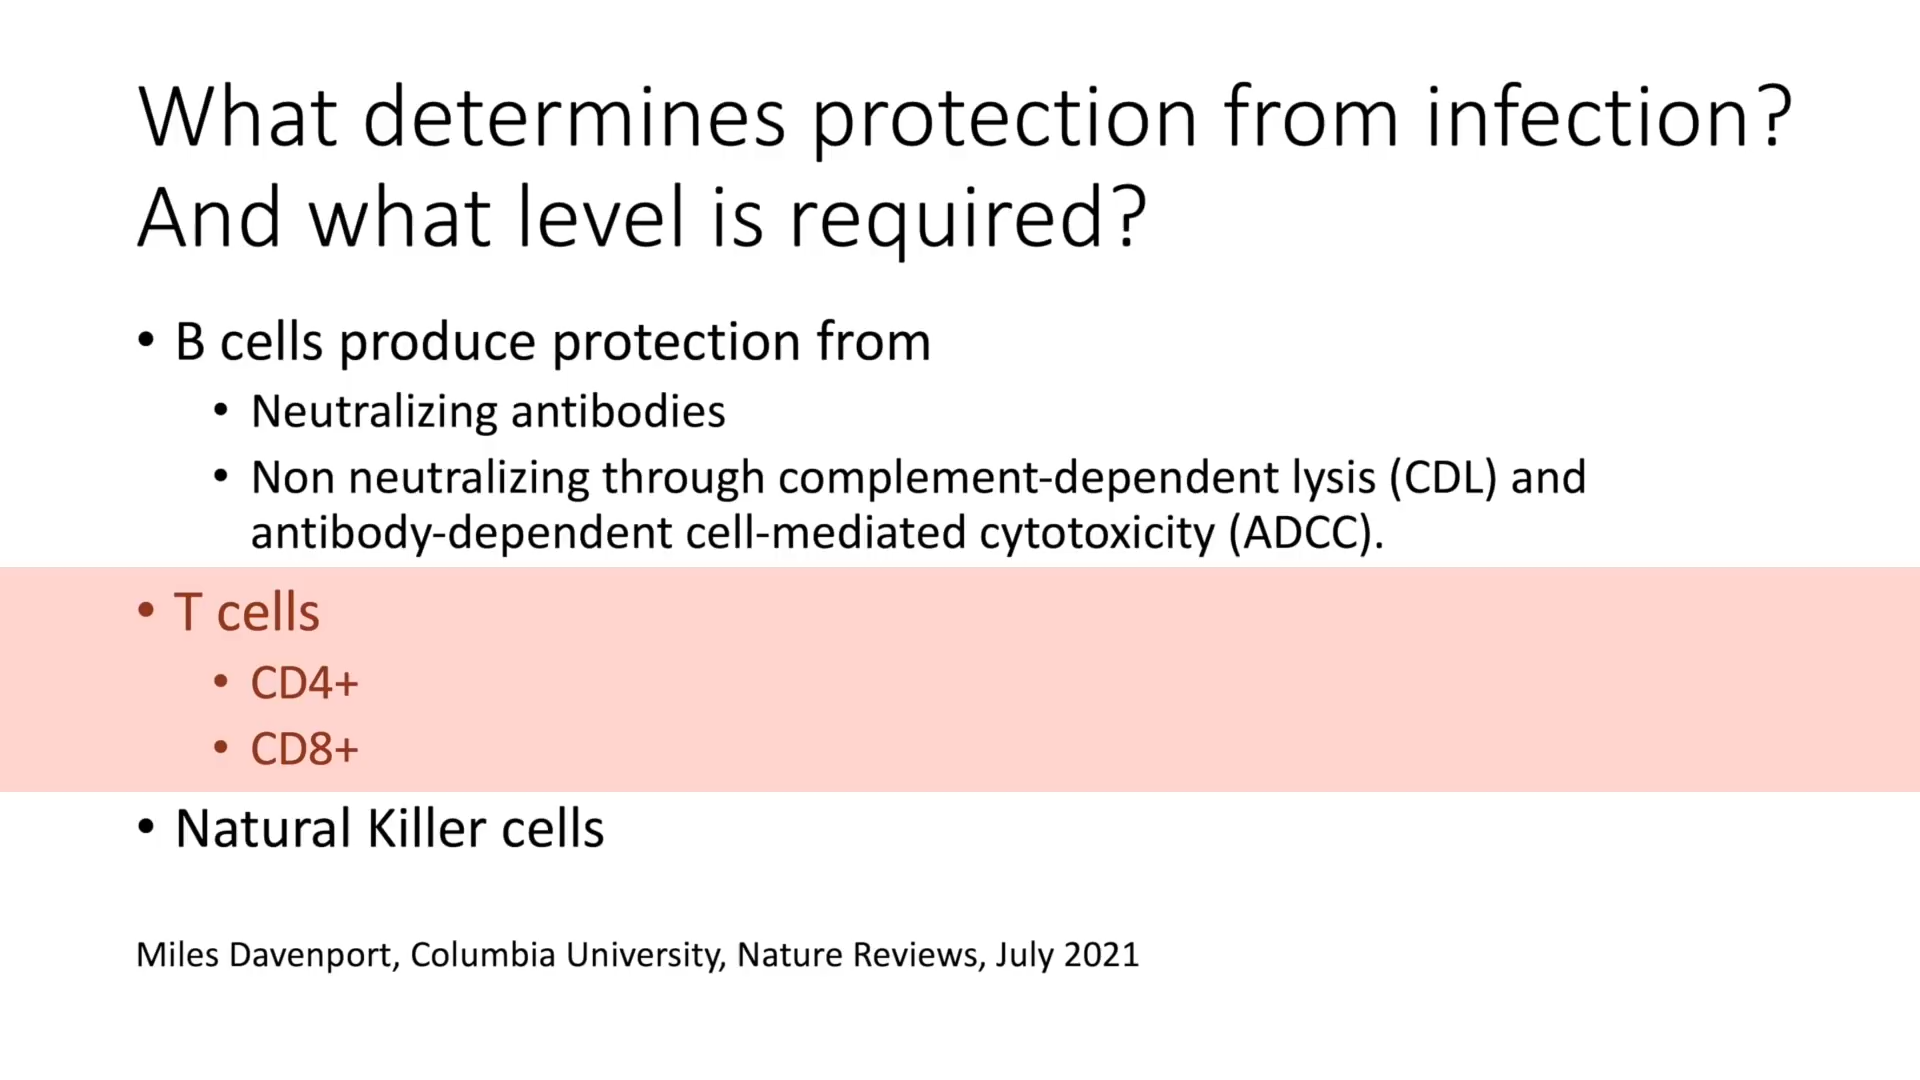 What determines protection from infection?
And what level is required?
• B cells produce protection from
• Neutralizing antibodies
• Non neutralizing through complement-dependent lysis (CDL) and
antibody-dependent cell-mediated cytotoxicity (ADCC).
• T cells
• CD4+
• CD8+
• Natural Killer cells
Miles Davenport, Columbia University, Nature Reviews, July 2021